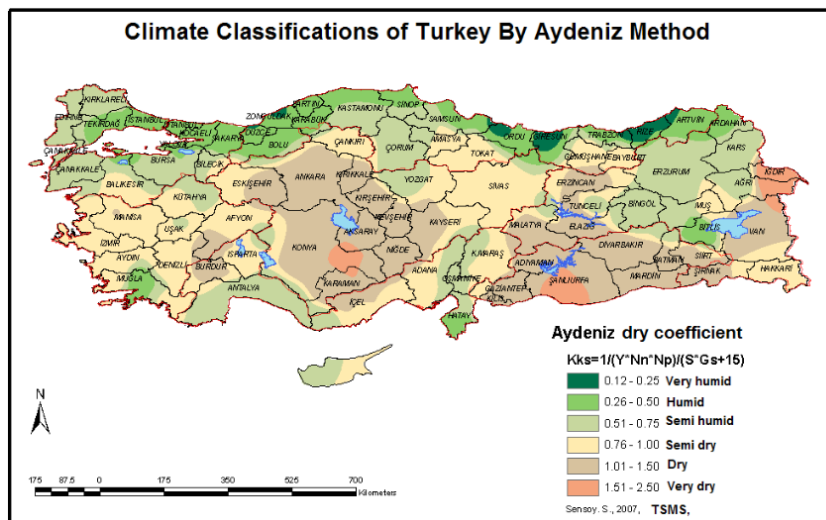 Climate Classifications of Turkey By Aydeniz Method
KIRKLARELİ
EDİRNE
TEKİRDAĞ
İSTANBUL
İSTANBUL
KOCAELİ
SAKARYA
DÜZCE
ZONGULDAK
BARTIN
KARABÜK
KASTAMONU
SİNOP
SAMSUN
ORDU
GİRESUN
TRABZON
RİZE
ARTVİN
ARDAHAN
ÇANAKKALE
ÇANAKKALE
BURSA
BİLECİK
BOLU
ÇANKIRI
ÇORUM
AMASYA
TOKAT
GÜMÜŞHANE
BAYBURT
KARS
IĞDIR
BALIKESİR
KÜTAHYA
ESKİŞEHİR
ANKARA
KIRIKKALE
YOZGAT
SİVAS
ERZİNCAN
ERZURUM
AĞRI
MANİSA
UŞAK
AFYON
KIRŞEHİR
NEVŞEHİR
KAYSERİ
TUNCELİ
BİNGÖL
MUŞ
İZMİR
AYDIN
DENİZLİ
ISPARTA
KONYA
AKSARAY
NİĞDE
MALATYA
ELAZIĞ
BİTLİS
VAN
MUĞLA
BURDUR
ANTALYA
KARAMAN
İÇEL
ADANA
OSMANİYE
K.MARAŞ
ADIYAMAN
DİYARBAKIR
BATMAN
SİİRT
ŞIRNAK
HAKKARİ
HATAY
GAZİANTEP
KİLİS
ŞANLIURFA
MARDİN
Aydeniz dry coefficient
Kks=1/(Y*Nn*Np)/(S*Gs+15)
0.12 - 0.25 Very humid
0.26 - 0.50 Humid
0.51 - 0.75 Semi humid
0.76 - 1.00 Semi dry
1.01 - 1.50 Dry
1.51 - 2.50 Very dry
Sensoy. S., 2007, TSMS,
N
175 87.5 0 175 350 525 700
Kilometers